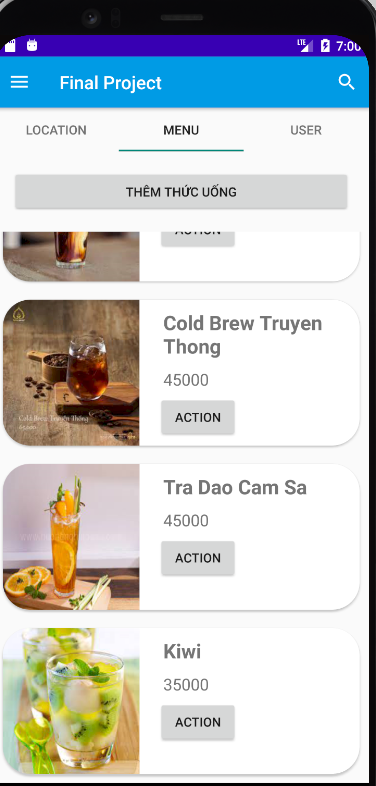 LTE 7:00
Final Project
LOCATION MENU USER
THÊM THỨC UỐNG
ACTION
Cold Brew Truyen
Thong
45000
ACTION
Cold Brew Truyền Thống
Tra Dao Cam Sa
45000
ACTION
Kiwi
35000
ACTION